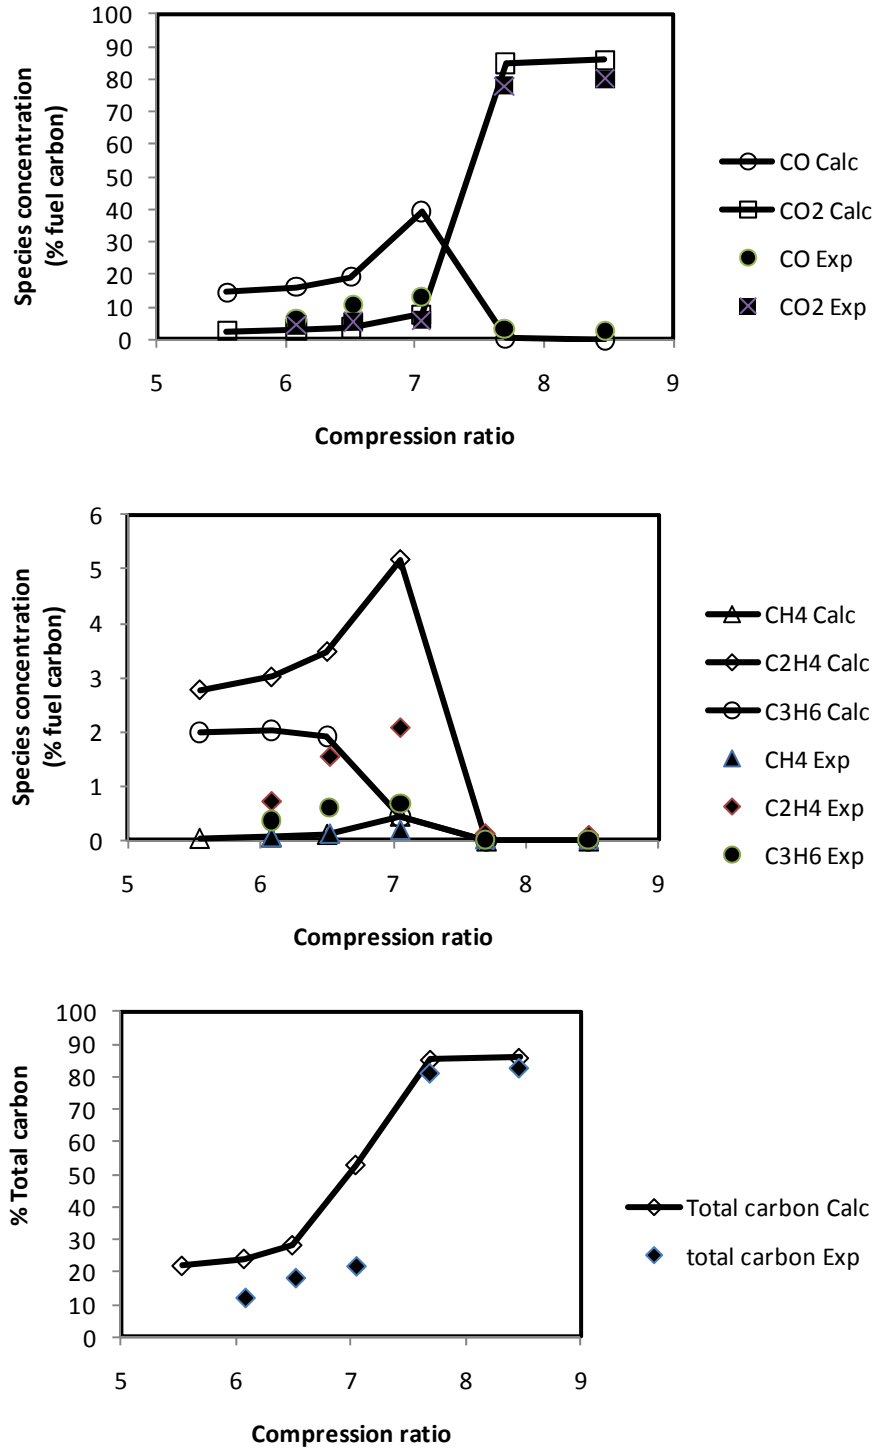 100
90
80
70
60
50
40
30
20
10
0
5 6 7 8 9
Species concentration
(% fuel carbon)
Compression ratio
CO Calc
CO2 Calc
CO Exp
CO2 Exp
6
5
4
3
2
1
0
5 6 7 8 9
Species concentration
(% fuel carbon)
Compression ratio
CH4 Calc
C2H4 Calc
C3H6 Calc
CH4 Exp
C2H4 Exp
C3H6 Exp
100
90
80
70
60
50
40
30
20
10
0
5 6 7 8 9
% Total carbon
Compression ratio
Total carbon Calc
total carbon Exp